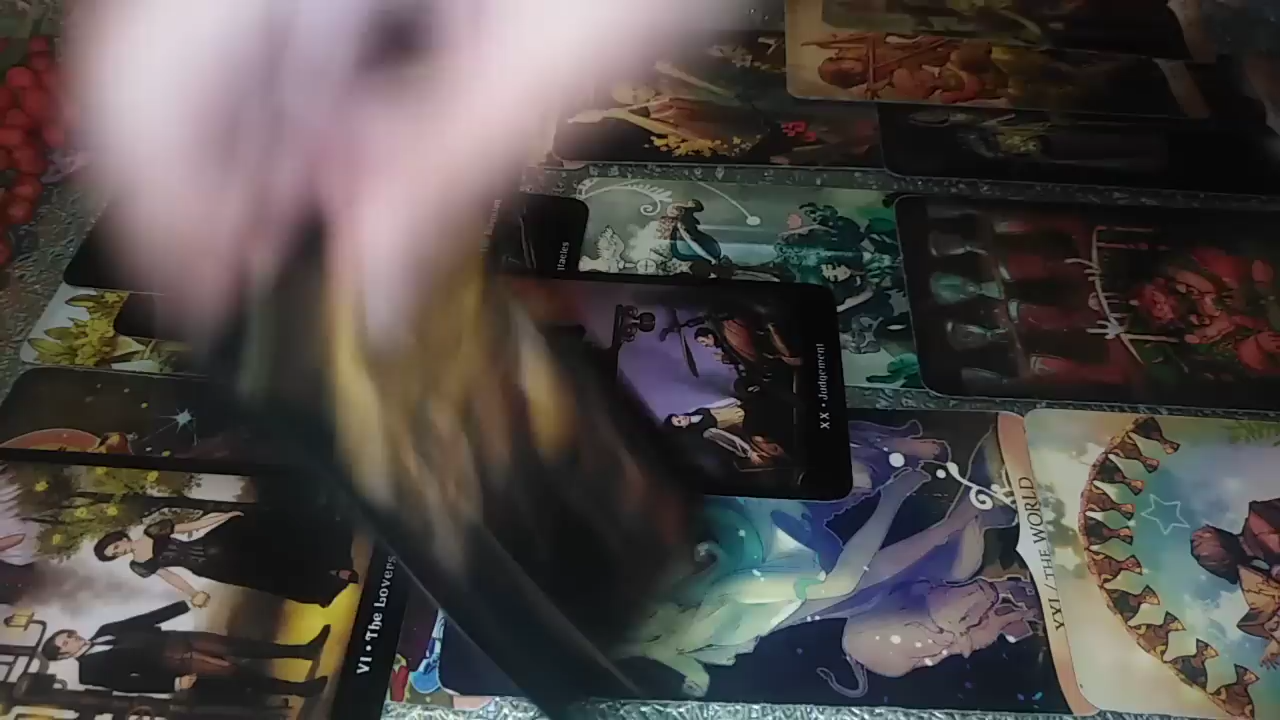 XX • Judgement
XXI / THE WORLD
VI • The Lovers